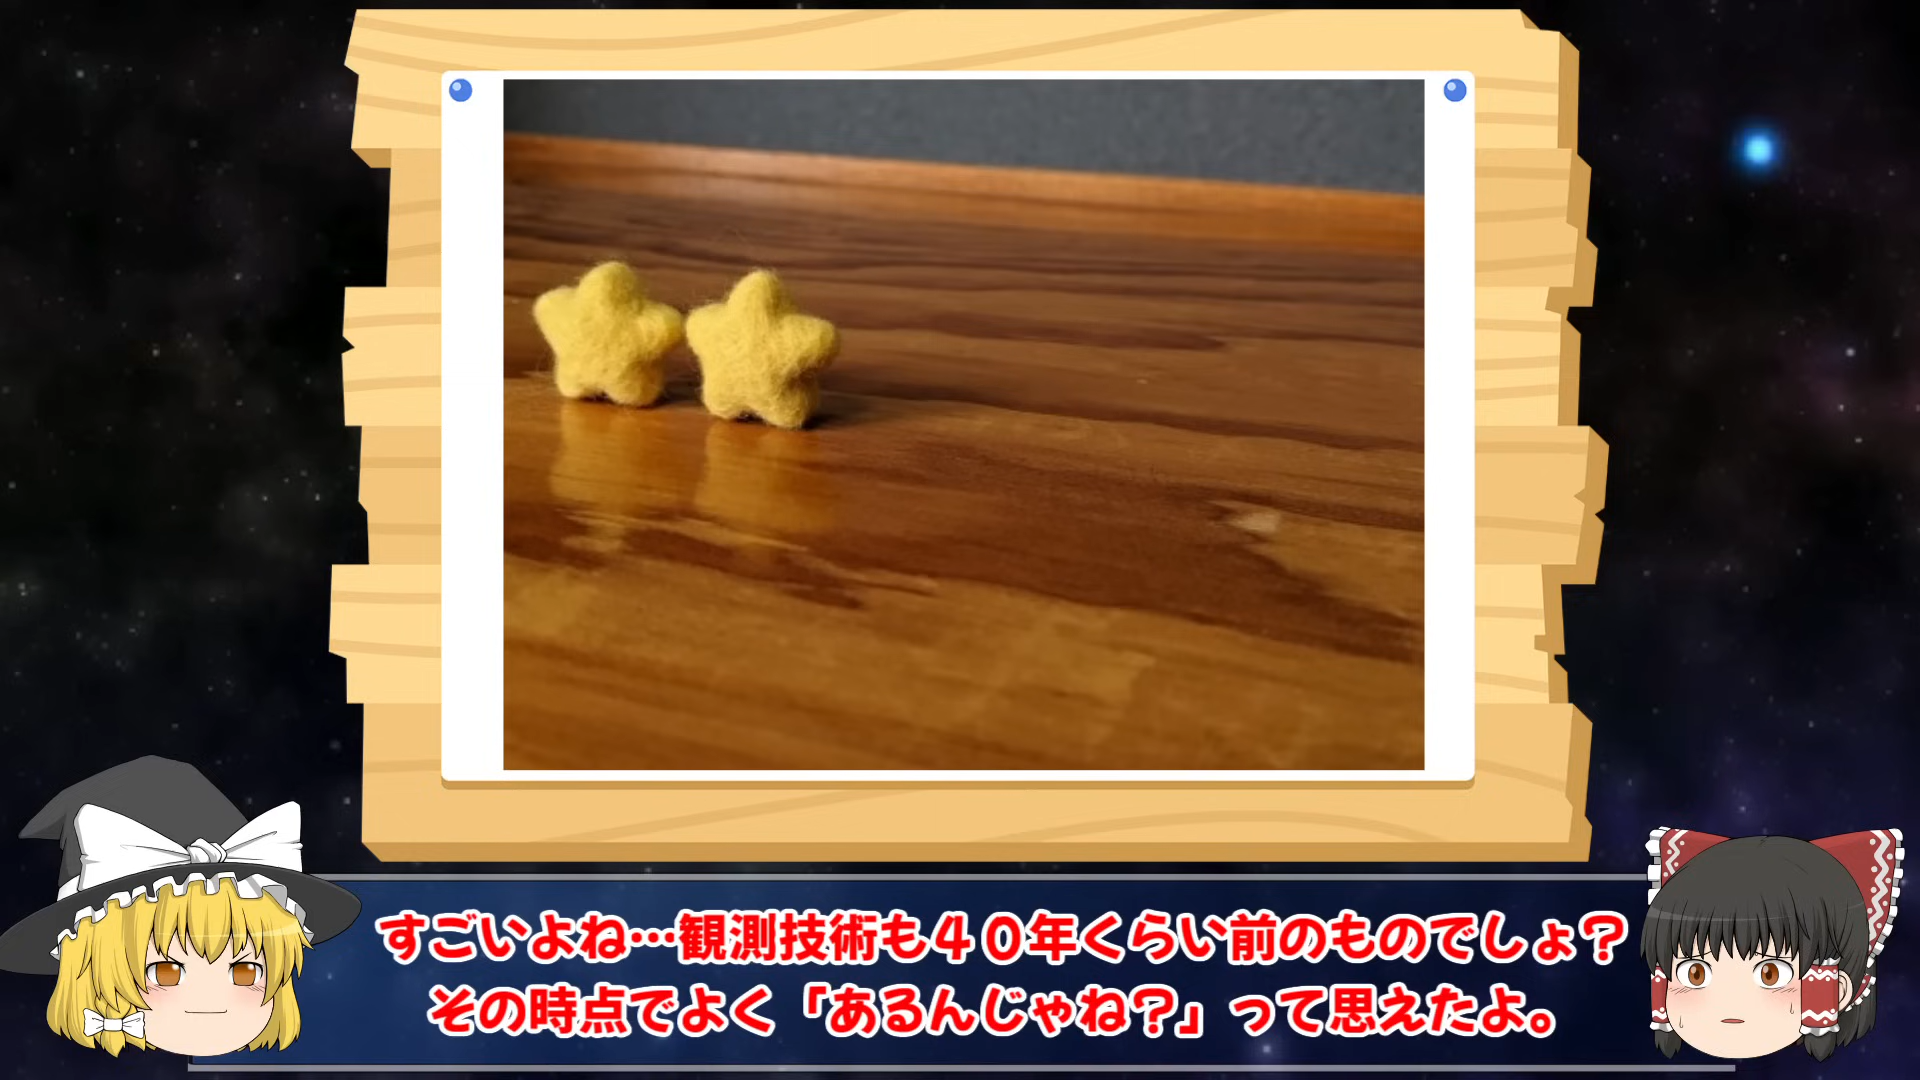 すごいよね…観測技術も４０年くらい前のものでしょ？
その時点でよく「あるんじゃね？」って思えたよ。